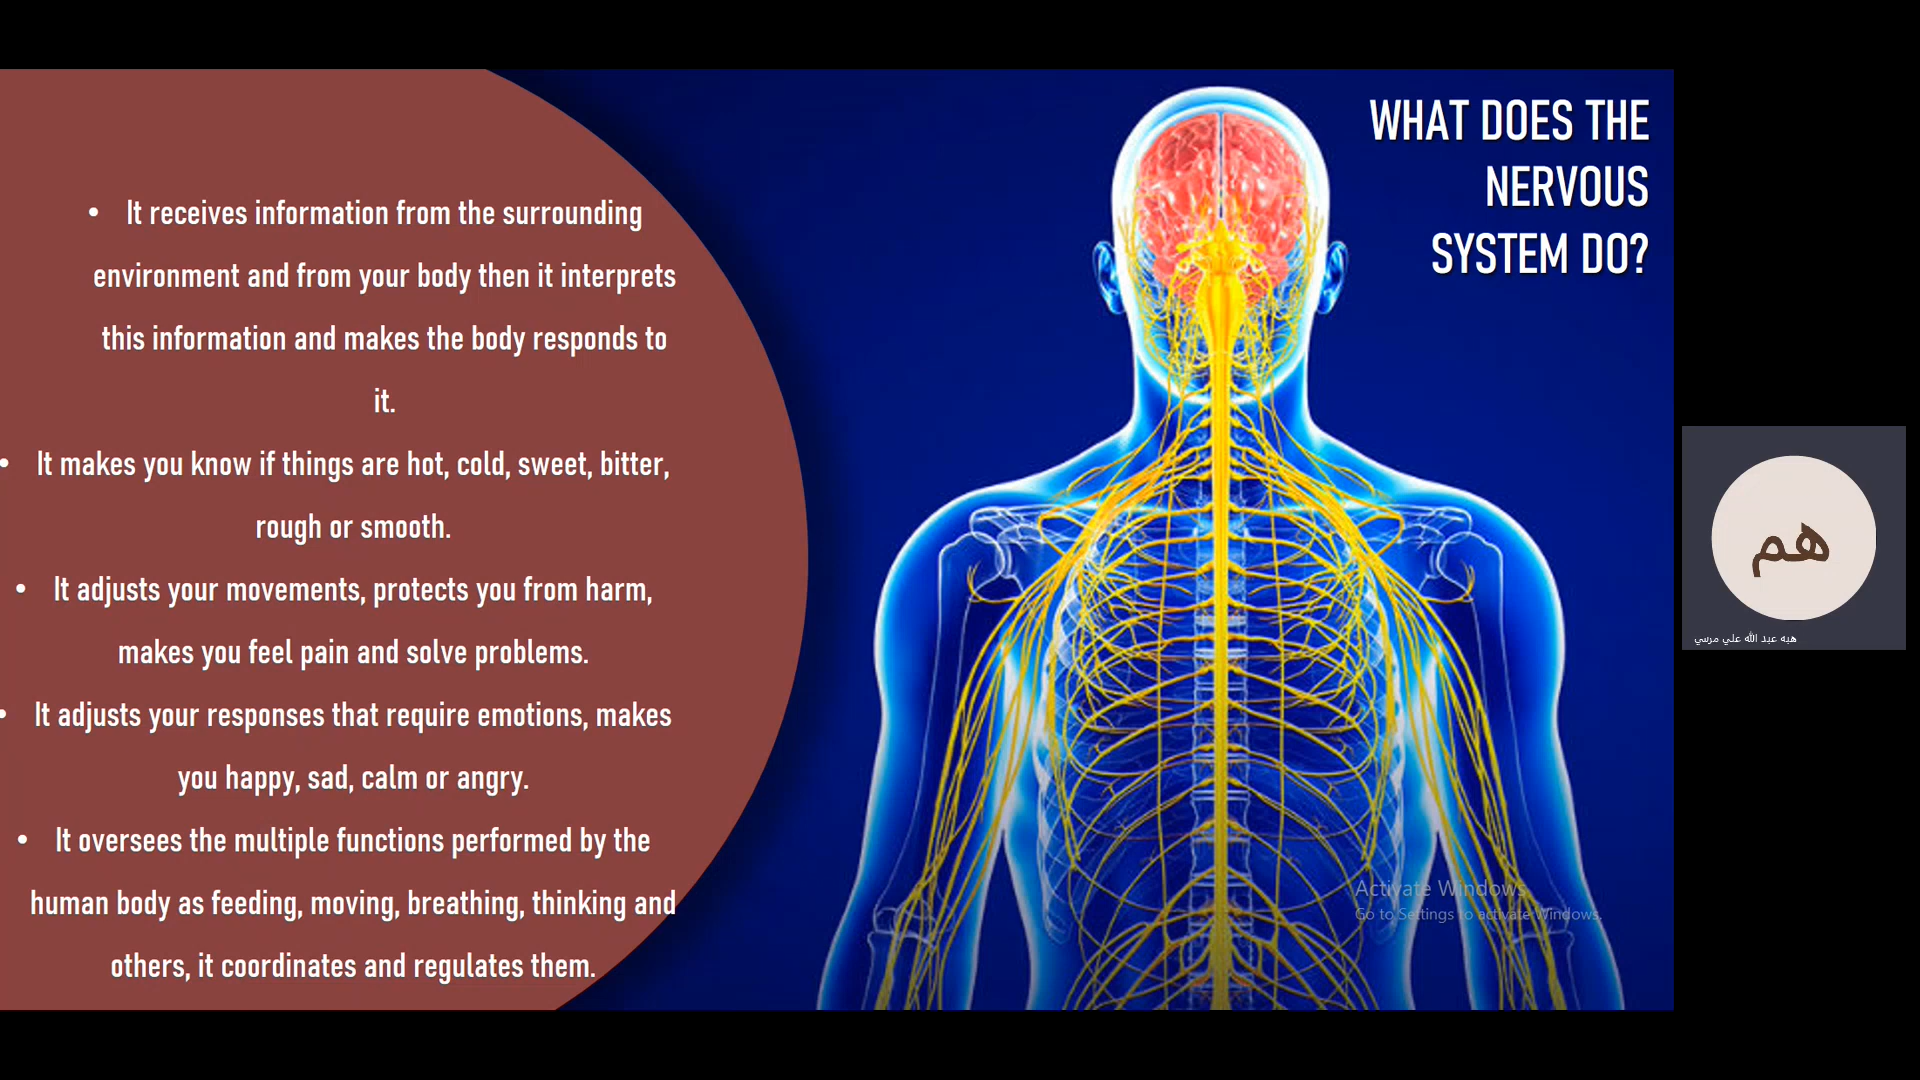 WHAT DOES THE
NERVOUS
SYSTEM DO?
• It receives information from the surrounding
environment and from your body then it interprets
this information and makes the body responds to
it.
• It makes you know if things are hot, cold, sweet, bitter,
rough or smooth.
• It adjusts your movements, protects you from harm,
makes you feel pain and solve problems.
• It adjusts your responses that require emotions, makes
you happy, sad, calm or angry.
• It oversees the multiple functions performed by the
human body as feeding, moving, breathing, thinking and
others, it coordinates and regulates them.
Activate Windows
Go to Settings to activate Windows.
هم
هبه عبد الله علي مرسي